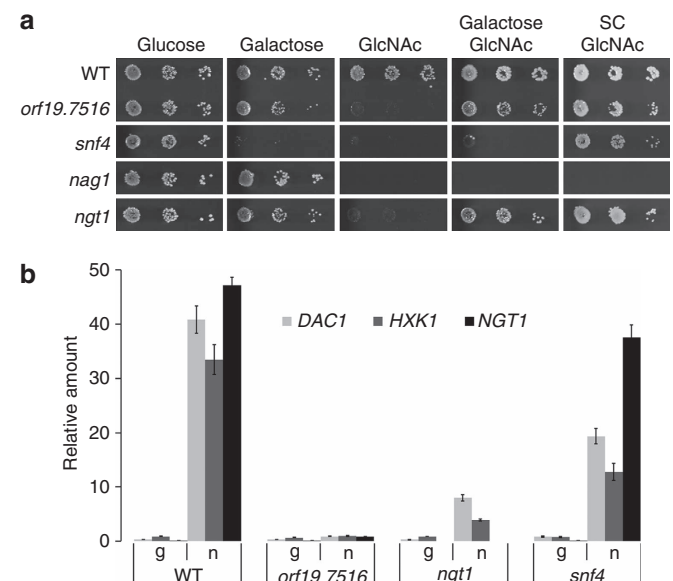 a
Glucose Galactose GlcNAc Galactose GlcNAc SC GlcNAc
WT
orf19.7516
snf4
nag1
ngt1
b
50
40
30
20
10
0
Relative amount
DAC1 HXK1 NGT1
g n g n g n g n
WT orf19.7516 ngt1 snf4